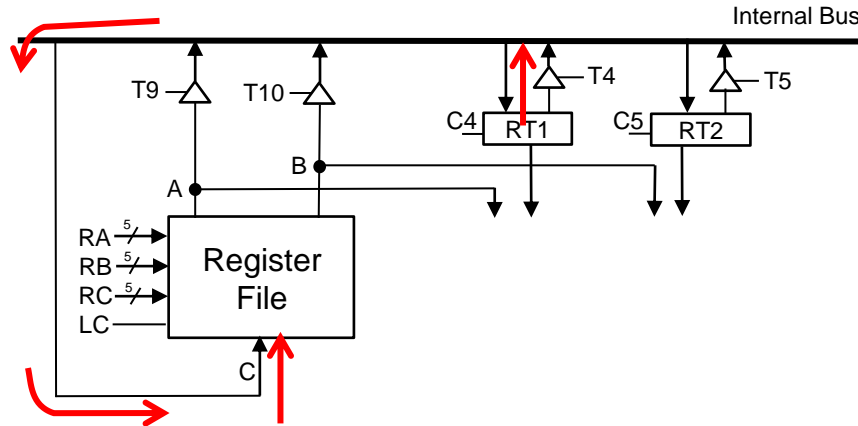 Internal Bus
T9
T10
T4
T5
C4
RT1
C5
RT2
B
A
RA
5
RB
5
RC
5
LC
Register
File
C